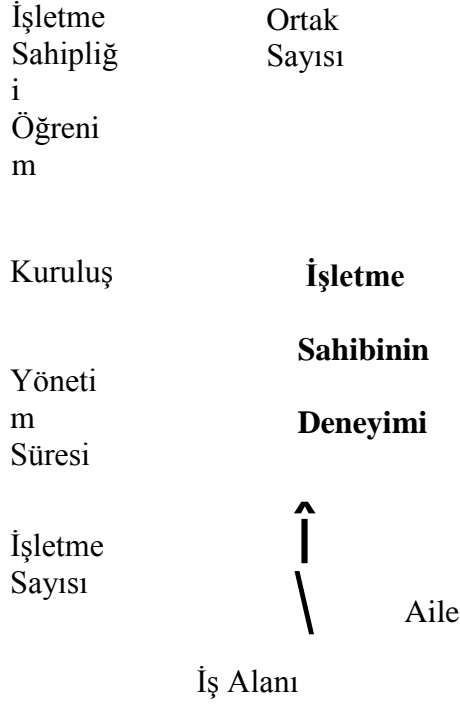 İşletme
Sahipliğ
i
Öğreni
m
Ortak
Sayısı
Kuruluş
İşletme
Sahibinin
Deneyimi
Yöneti
m
Süresi
İşletme
Sayısı
Î
\
Aile
İş Alanı